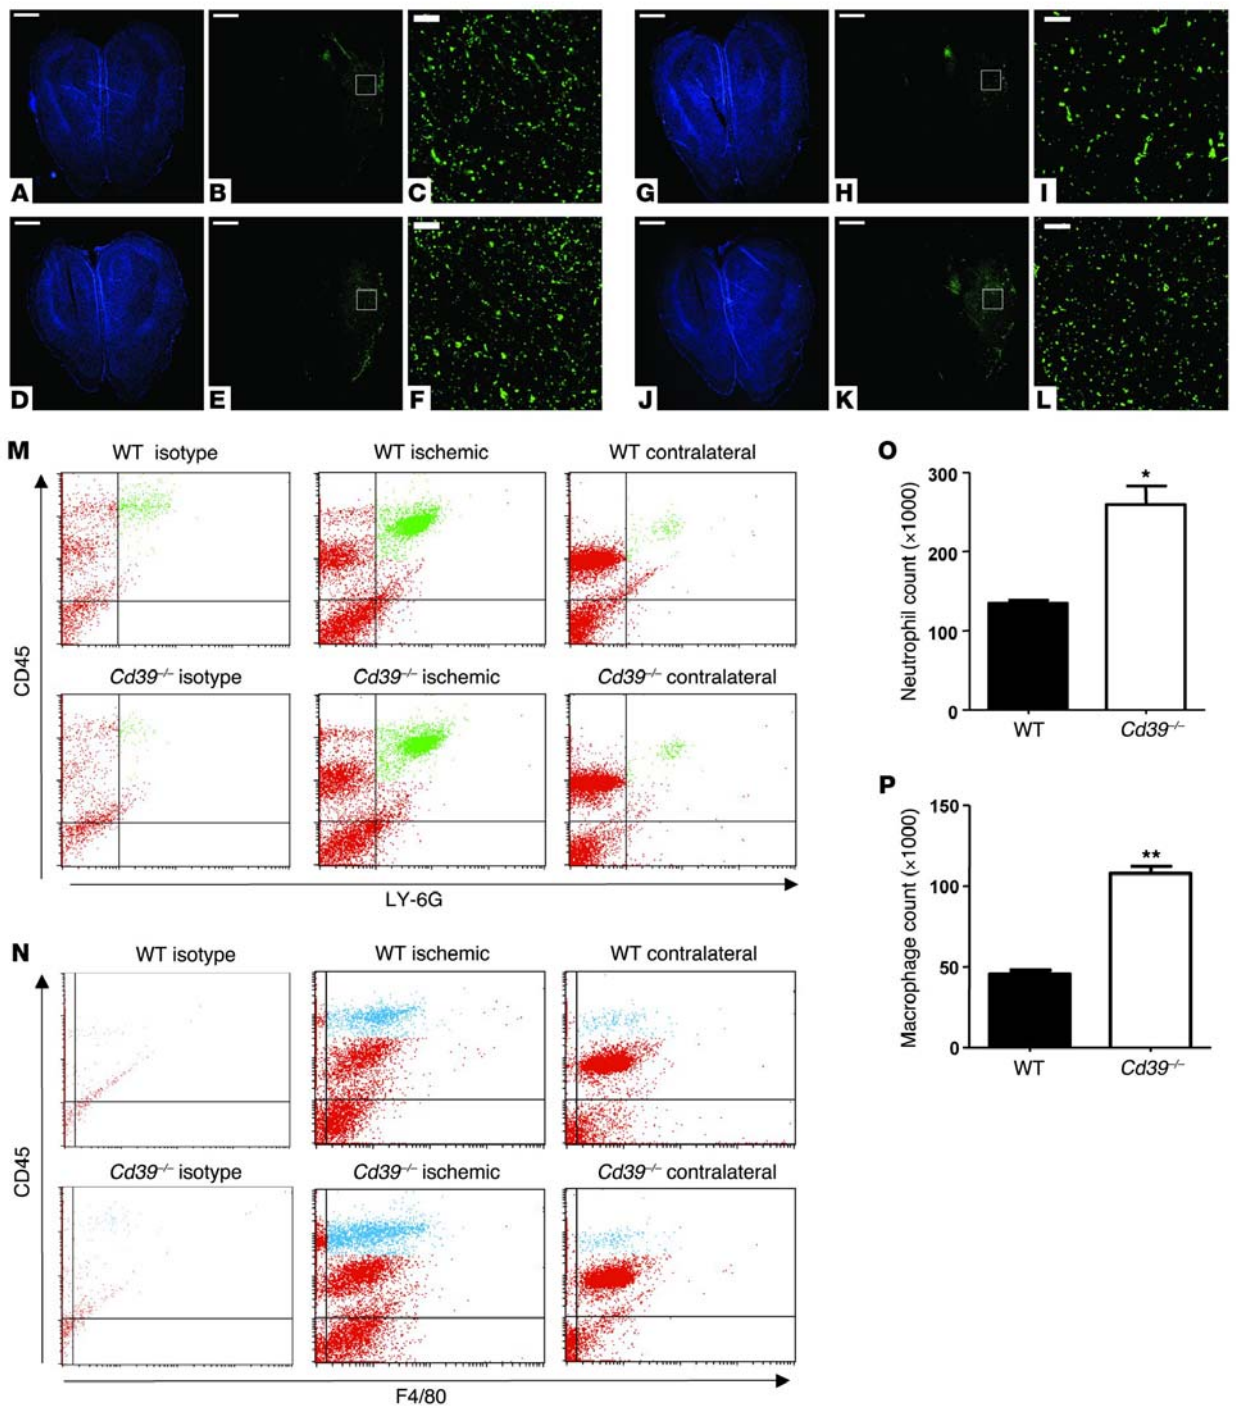 A
B
C
G
H
I
D
E
F
J
K
L
M
WT isotype
WT ischemic
WT contralateral
Cd39⁻/⁻ isotype
Cd39⁻/⁻ ischemic
Cd39⁻/⁻ contralateral
CD45
LY-6G
N
WT isotype
WT ischemic
WT contralateral
Cd39⁻/⁻ isotype
Cd39⁻/⁻ ischemic
Cd39⁻/⁻ contralateral
CD45
F4/80
O
Neutrophil count (×1000)
300
200
100
0
*
WT
Cd39⁻/⁻
P
Macrophage count (×1000)
150
100
50
0
**
WT
Cd39⁻/⁻